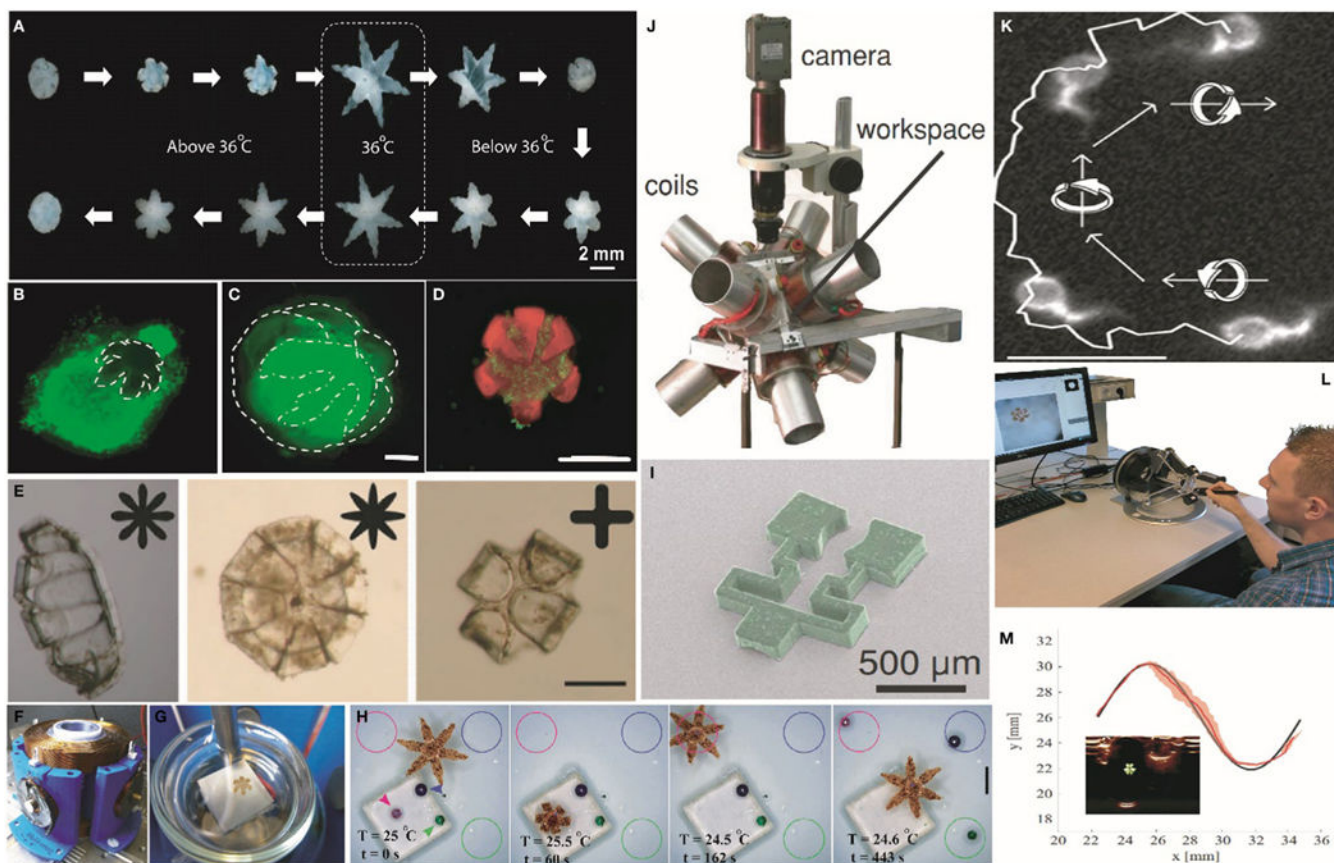 A
Above 36°C
36°C
Below 36°C
2 mm
B
C
D
E
F
G
H
T = 25 °C
t = 0 s
T = 25.5 °C
t = 60s
T = 24.5 °C
t = 162 s
T = 24.6 °C
t = 443 s
J
camera
workspace
coils
I
500 µm
K
L
M
y [mm]
32
30
28
26
24
22
20
18
17
20
22
24
26
28
30
32
34
36
x [mm]